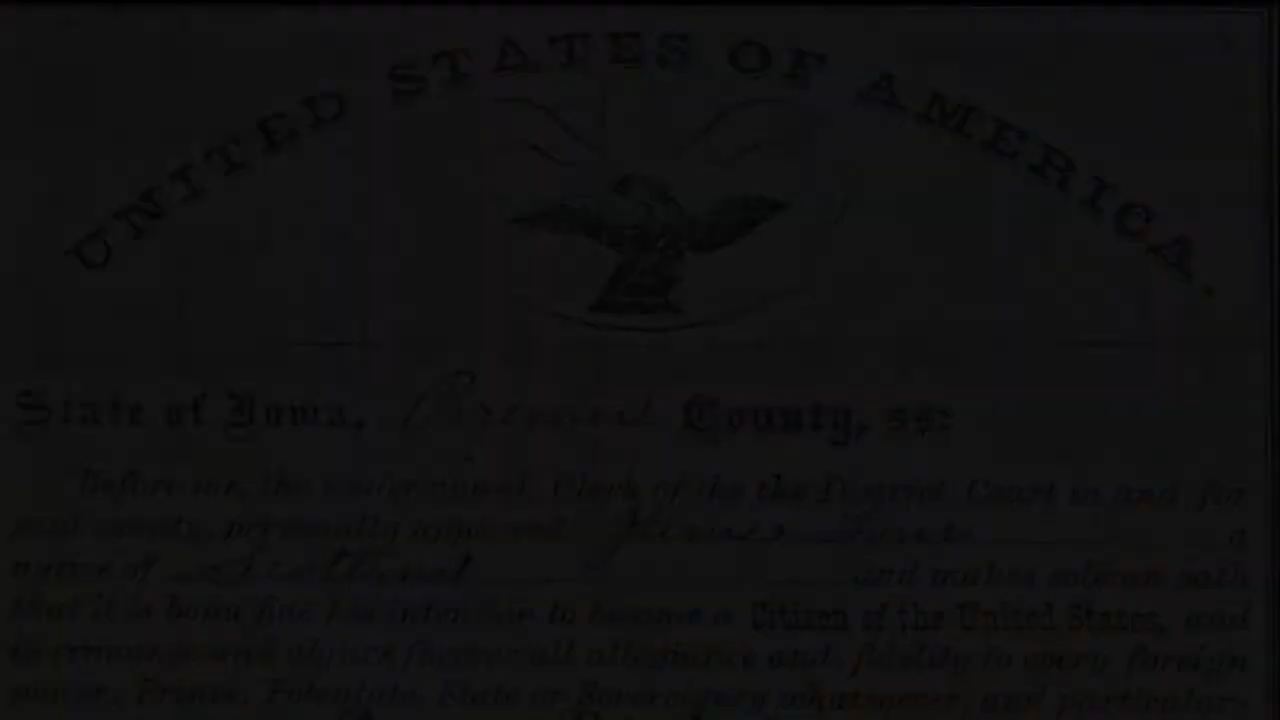 UNITED STATES OF AMERICA.
State of Iowa, County, ss:
Before me, the undersigned, Clerk of the the District Court in and for
said county, personally appeared a
native of and makes solemn oath
that it is bona fide his intention to become a Citizen of the United States, and
to renounce and abjure forever all allegiance and fidelity to every foreign
power, Prince, Potentate, State or Sovereignty whatsoever, and particular-